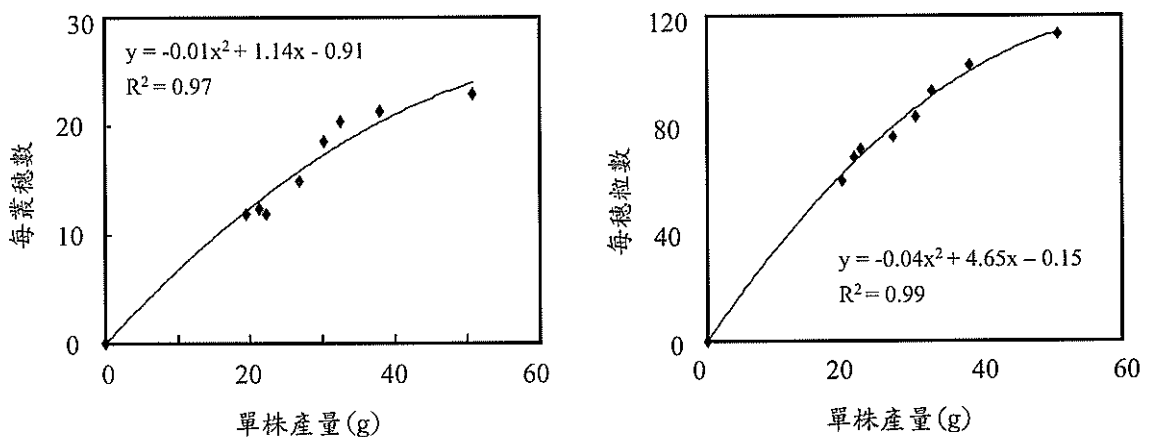 30
y = -0.01x² + 1.14x - 0.91
R² = 0.97
20
每叢穗數
10
0
0 20 40 60
單株產量(g)
120
80
每穗粒數
40
y = -0.04x² + 4.65x – 0.15
R² = 0.99
0
0 20 40 60
單株產量(g)